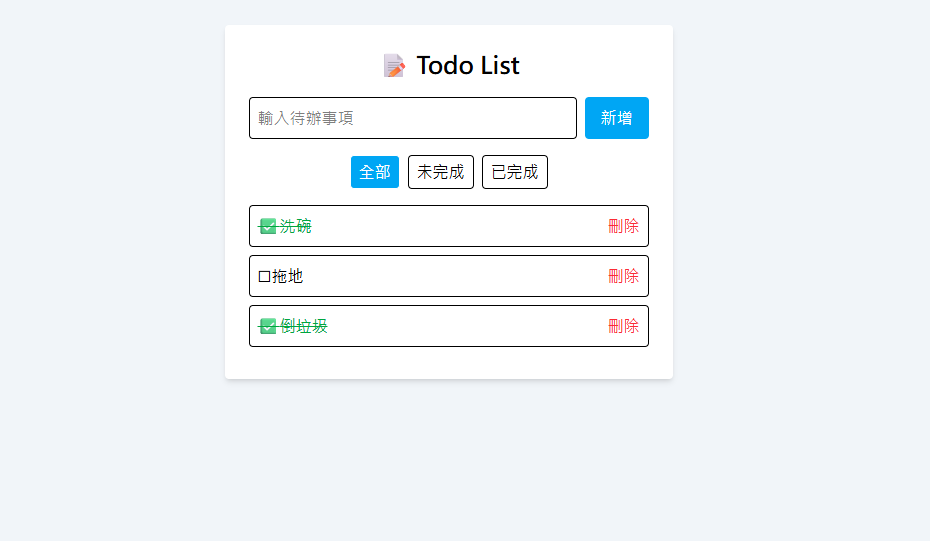 📝 Todo List
輸入待辦事項 新增
全部 未完成 已完成
✅ 洗碗 刪除
☐拖地 刪除
✅ 倒垃圾 刪除